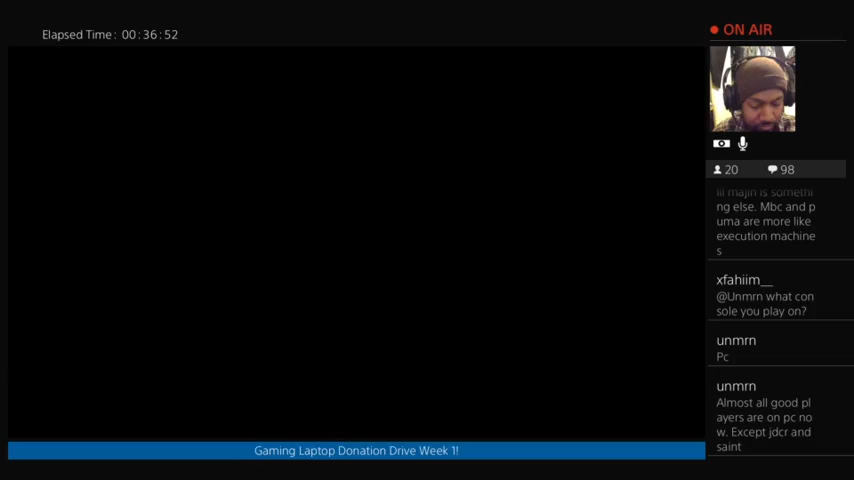 Elapsed Time: 00:36:52
ON AIR
20 98
lil majin is somethi
ng else. Mbc and p
uma are more like
execution machine
s
xfahiim__
@Unmrn what con
sole you play on?
unmrn
Pc
unmrn
Almost all good pl
ayers are on pc no
w. Except jdcr and
saint
Gaming Laptop Donation Drive Week 1!